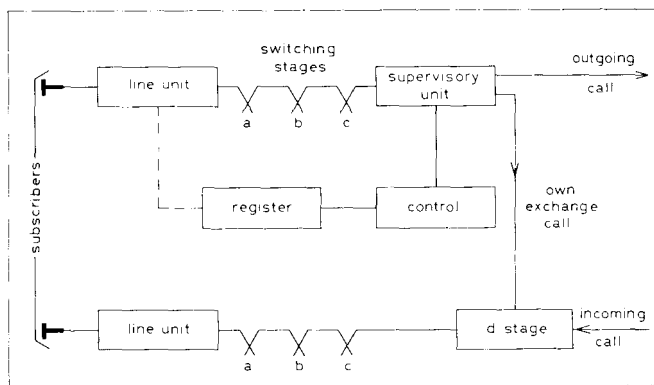 switching
stages
line unit
supervisory
unit
outgoing
call
a
b
c
subscribers
register
control
own
exchange
call
line unit
a
b
c
d stage
incoming
call